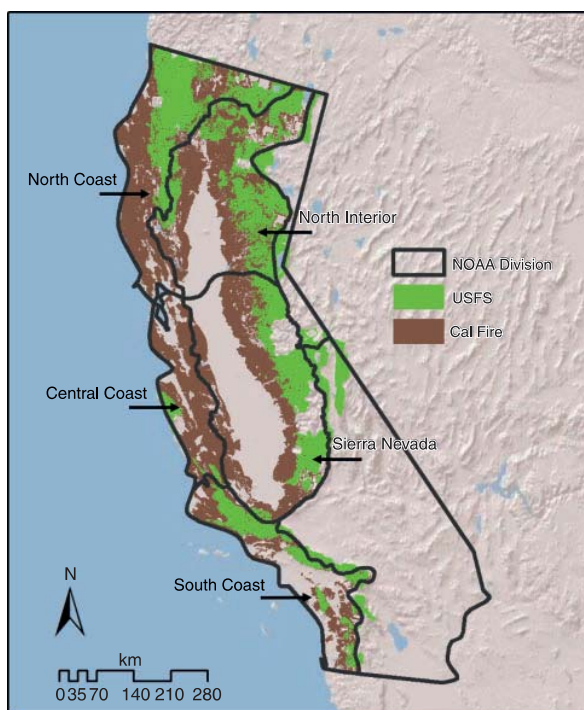 North Coast
North Interior
NOAA Division
USFS
Cal Fire
Central Coast
Sierra Nevada
South Coast
N
km
0 35 70 140 210 280